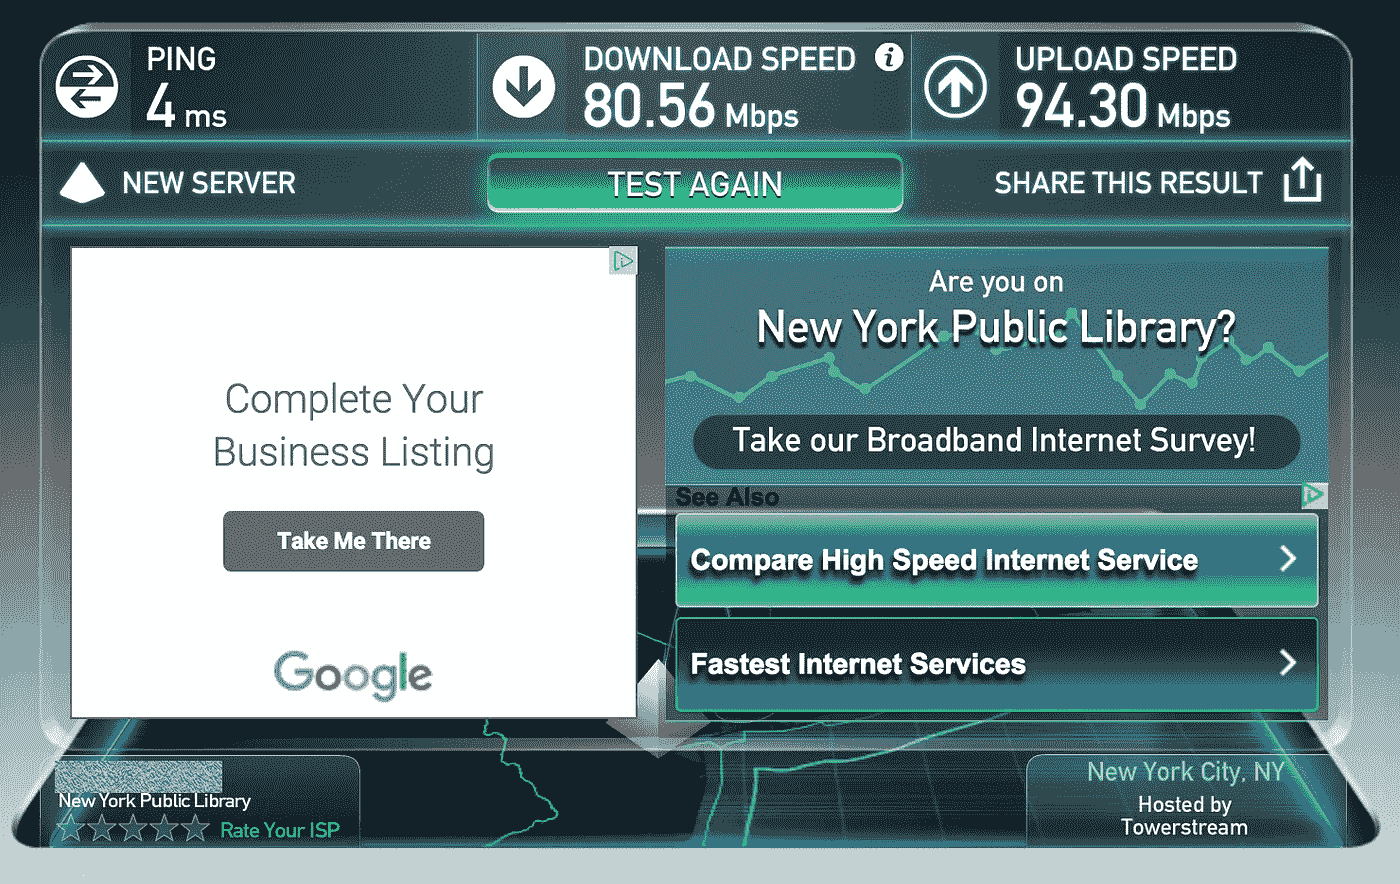 PING
4 ms
DOWNLOAD SPEED
80.56 Mbps
UPLOAD SPEED
94.30 Mbps
NEW SERVER
TEST AGAIN
SHARE THIS RESULT
Complete Your
Business Listing
Take Me There
Google
Are you on
New York Public Library?
Take our Broadband Internet Survey!
See Also
Compare High Speed Internet Service
Fastest Internet Services
New York Public Library
Rate Your ISP
New York City, NY
Hosted by
Towerstream